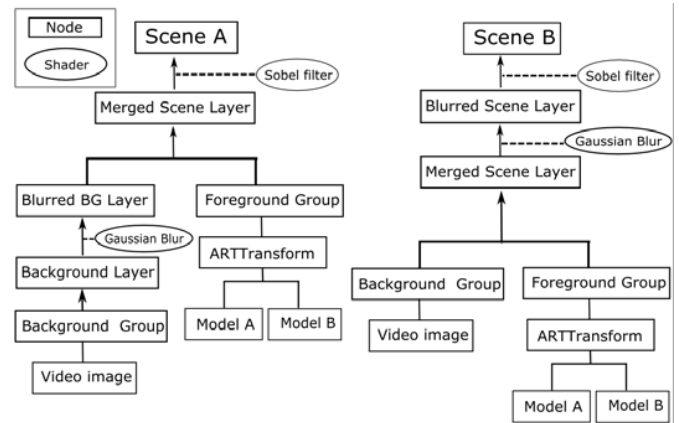 Node
Shader
Scene A
Sobel filter
Merged Scene Layer
Blurred BG Layer
Foreground Group
Gaussian Blur
ARTTransform
Background Layer
Model A
Model B
Background Group
Video image
Scene B
Sobel filter
Blurred Scene Layer
Gaussian Blur
Merged Scene Layer
Background Group
Foreground Group
Video image
ARTTransform
Model A
Model B